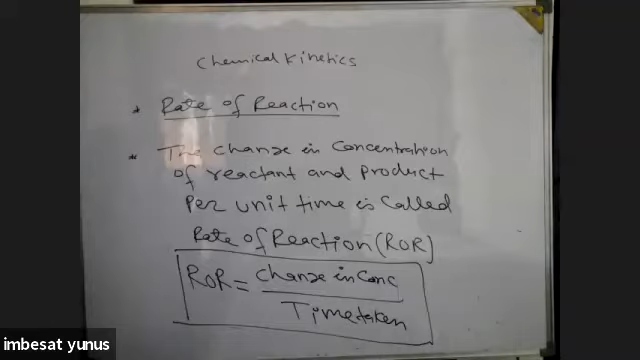 Chemical Kinetics
* Rate of Reaction
* The change in concentration
of reactant and product
Per unit time is called
Rate of Reaction (ROR)
ROR = change in conc
Time taken
imbesat yunus